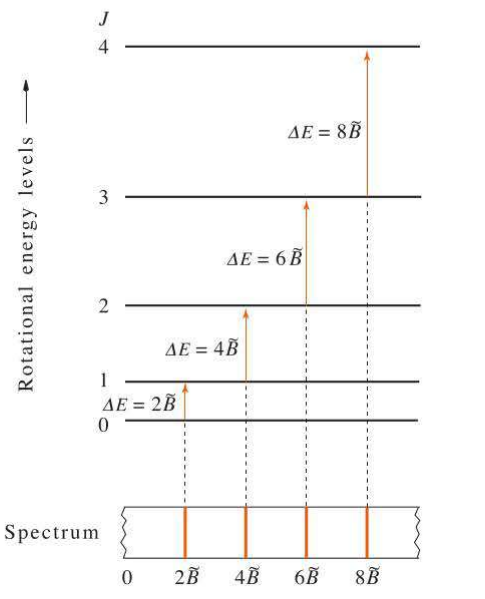 J
4
ΔE = 8B̃
3
ΔE = 6B̃
2
ΔE = 4B̃
1
ΔE = 2B̃
0
Rotational energy levels
Spectrum
0 2B̃ 4B̃ 6B̃ 8B̃